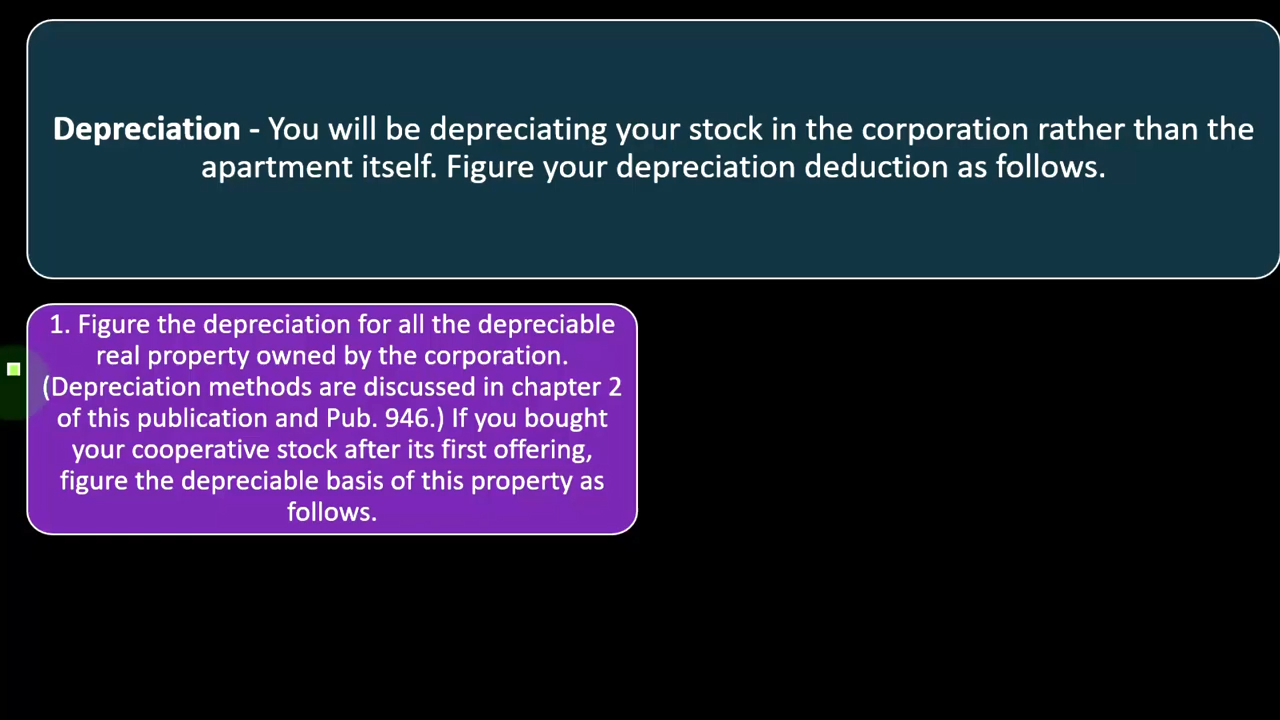 Depreciation - You will be depreciating your stock in the corporation rather than the
apartment itself. Figure your depreciation deduction as follows.
1. Figure the depreciation for all the depreciable
real property owned by the corporation.
(Depreciation methods are discussed in chapter 2
of this publication and Pub. 946.) If you bought
your cooperative stock after its first offering,
figure the depreciable basis of this property as
follows.